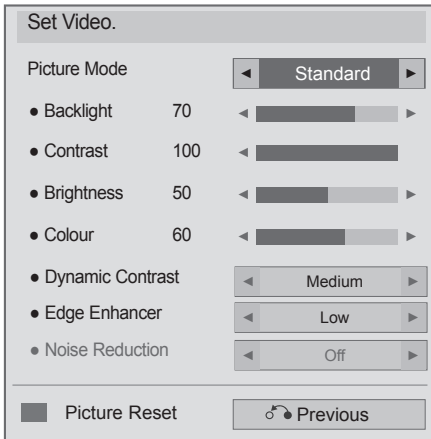 Set Video.
Picture Mode ◄ Standard ►
● Backlight 70 ◄ ►
● Contrast 100 ◄
● Brightness 50 ◄ ►
● Colour 60 ◄ ►
● Dynamic Contrast ◄ Medium ►
● Edge Enhancer ◄ Low ►
● Noise Reduction ◄ Off ►
Picture Reset Previous